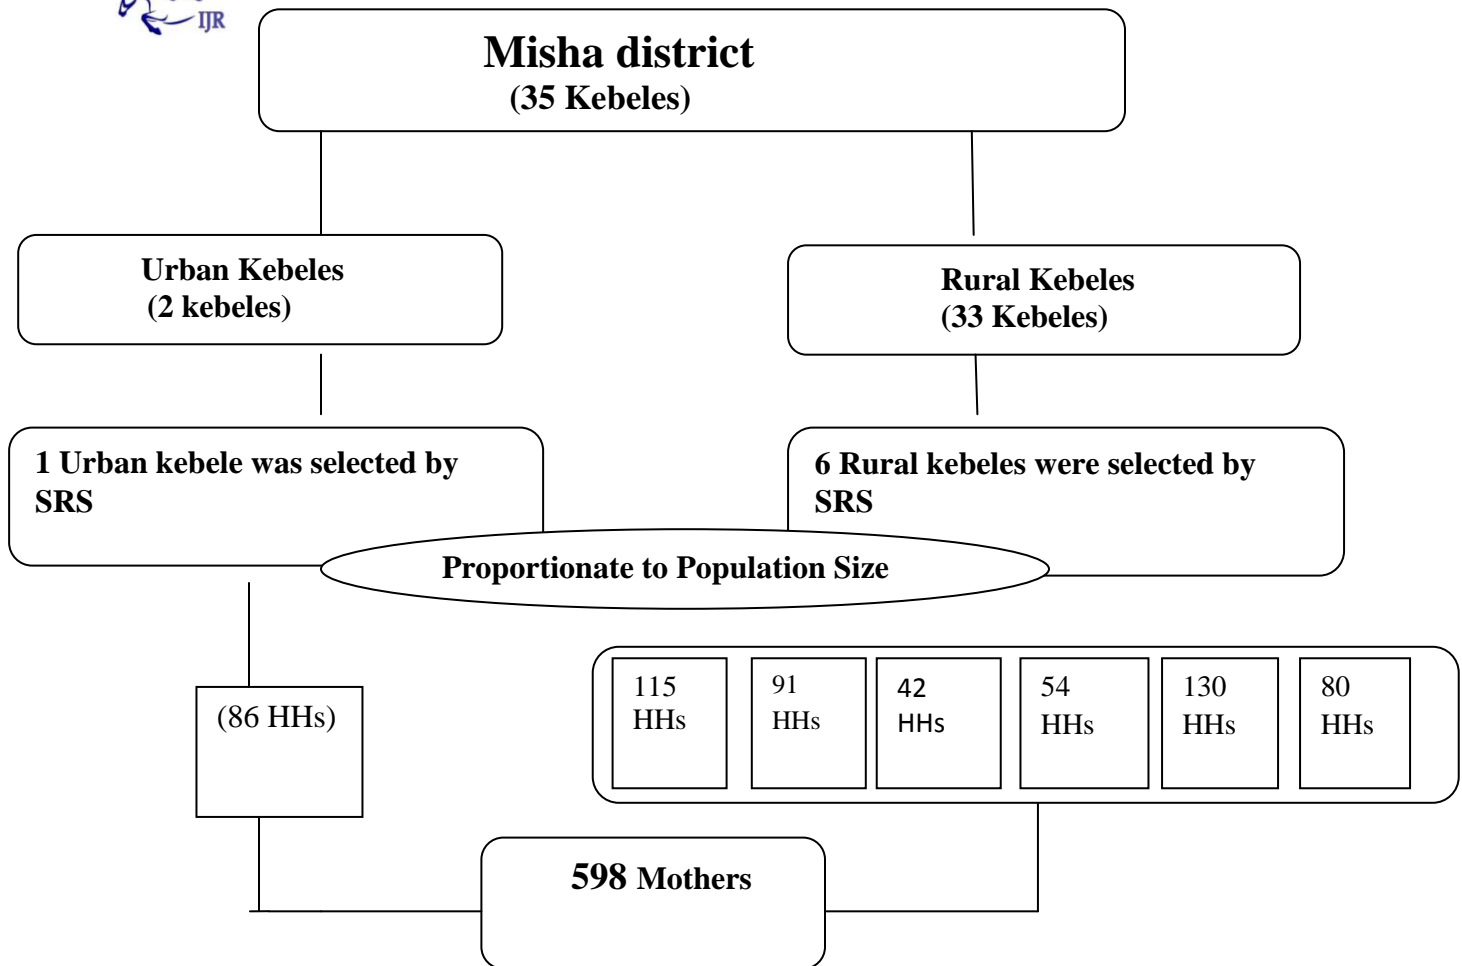 IJR
Misha district
(35 Kebeles)
Urban Kebeles
(2 kebeles)
Rural Kebeles
(33 Kebeles)
1 Urban kebele was selected by
SRS
6 Rural kebeles were selected by
SRS
Proportionate to Population Size
(86 HHs)
115
HHs
91
HHs
42
HHs
54
HHs
130
HHs
80
HHs
598 Mothers